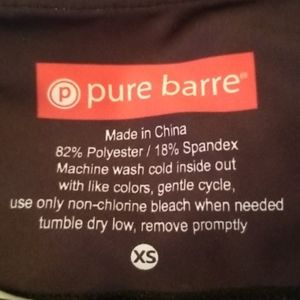 p pure barre®
Made in China
82% Polyester / 18% Spandex
Machine wash cold inside out
with like colors, gentle cycle,
use only non-chlorine bleach when needed
tumble dry low, remove promptly
XS